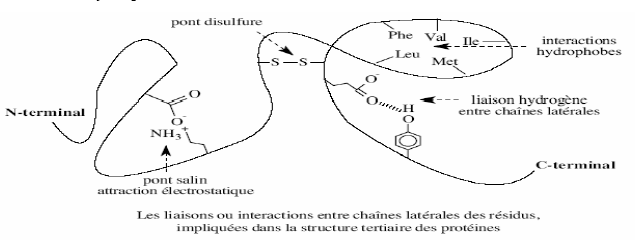 pont disulfure
Phe
Val
Ile
Leu
Met
interactions
hydrophobes
S
S
O
O-
NH3
+
O-
O
H
O
liaison hydrogène
entre chaînes latérales
N-terminal
C-terminal
pont salin
attraction électrostatique
Les liaisons ou interactions entre chaînes latérales des résidus,
impliquées dans la structure tertiaire des protéines